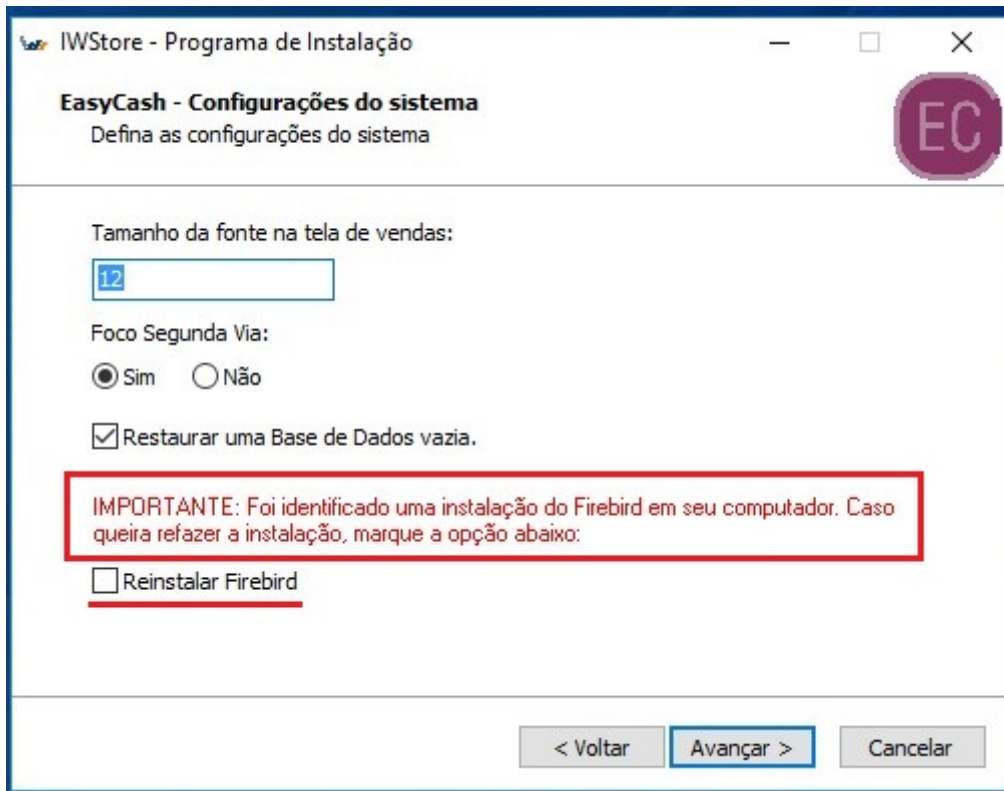 IWStore - Programa de Instalação
EasyCash - Configurações do sistema
Defina as configurações do sistema
EC
Tamanho da fonte na tela de vendas:
12
Foco Segunda Via:
Sim Não
Restaurar uma Base de Dados vazia.
IMPORTANTE: Foi identificado uma instalação do Firebird em seu computador. Caso
queira refazer a instalação, marque a opção abaixo:
Reinstalar Firebird
< Voltar Avançar > Cancelar